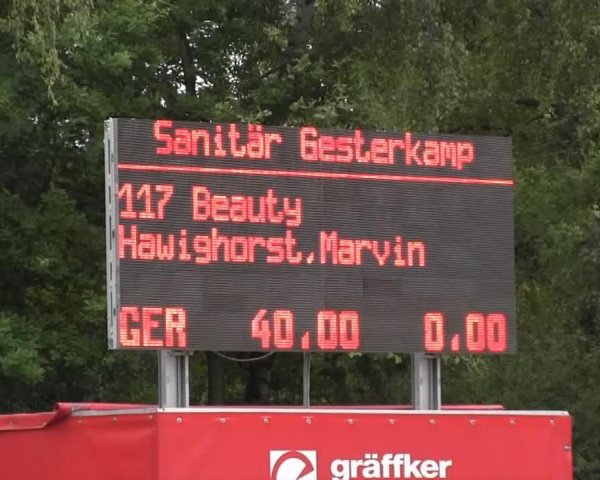 Sanitär Gesterkamp
117 Beauty
Hawighorst,Marvin
GER 40.00 0.00
gräffker